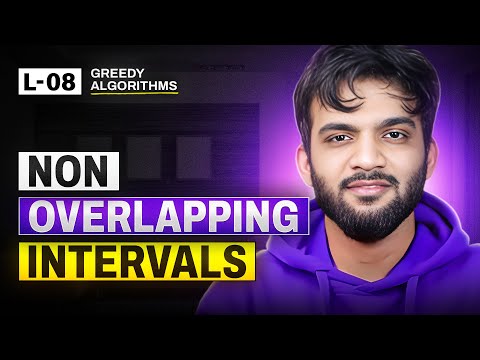 L-08 GREEDY
ALGORITHMS
NON
OVERLAPPING
INTERVALS